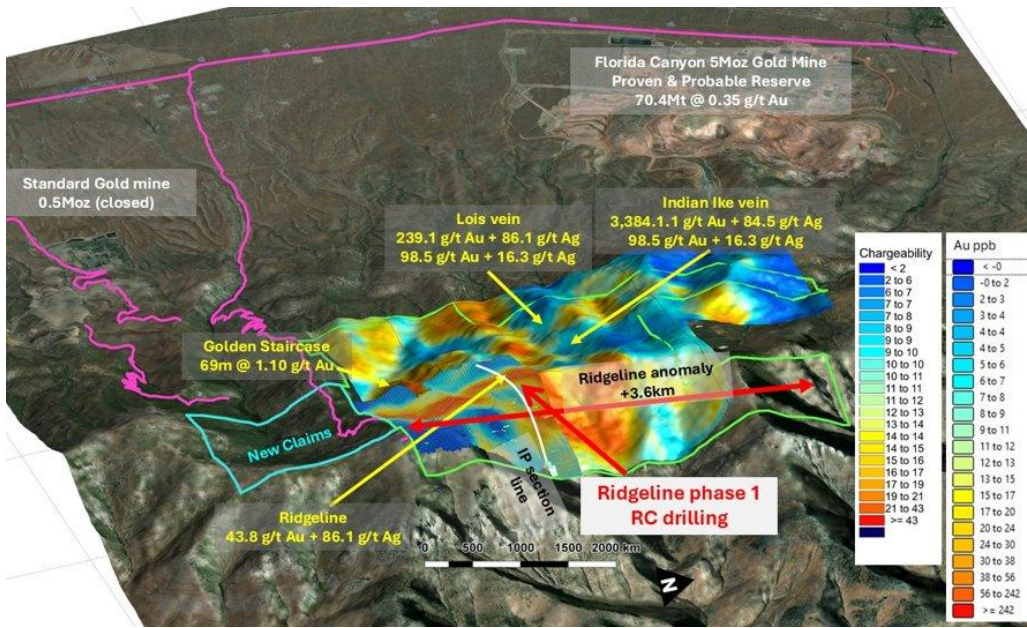 Florida Canyon 5Moz Gold Mine
Proven & Probable Reserve
70.4Mt @ 0.35 g/t Au
Standard Gold mine
0.5Moz (closed)
Lois vein
239.1 g/t Au + 86.1 g/t Ag
98.5 g/t Au + 16.3 g/t Ag
Indian Ike vein
3,384.1.1 g/t Au + 84.5 g/t Ag
98.5 g/t Au + 16.3 g/t Ag
Golden Staircase
69m @ 1.10 g/t Au
Ridgeline anomaly
+3.6km
New Claims
IP section
line
Ridgeline
43.8 g/t Au + 86.1 g/t Ag
Ridgeline phase 1
RC drilling
0 500 1000 1500 2000 km
N
Chargeability
< 2
2 to 6
6 to 7
7 to 7
7 to 8
8 to 9
9 to 9
9 to 10
10 to 10
10 to 11
11 to 11
11 to 12
12 to 13
13 to 14
14 to 14
14 to 15
15 to 16
16 to 17
17 to 19
19 to 21
21 to 43
>= 43
Au ppb
< -0
-0 to 2
2 to 3
3 to 4
4 to 4
4 to 5
5 to 6
6 to 7
7 to 8
8 to 9
9 to 11
11 to 12
12 to 13
13 to 15
15 to 17
17 to 20
20 to 24
24 to 30
30 to 38
38 to 56
56 to 242
>= 242